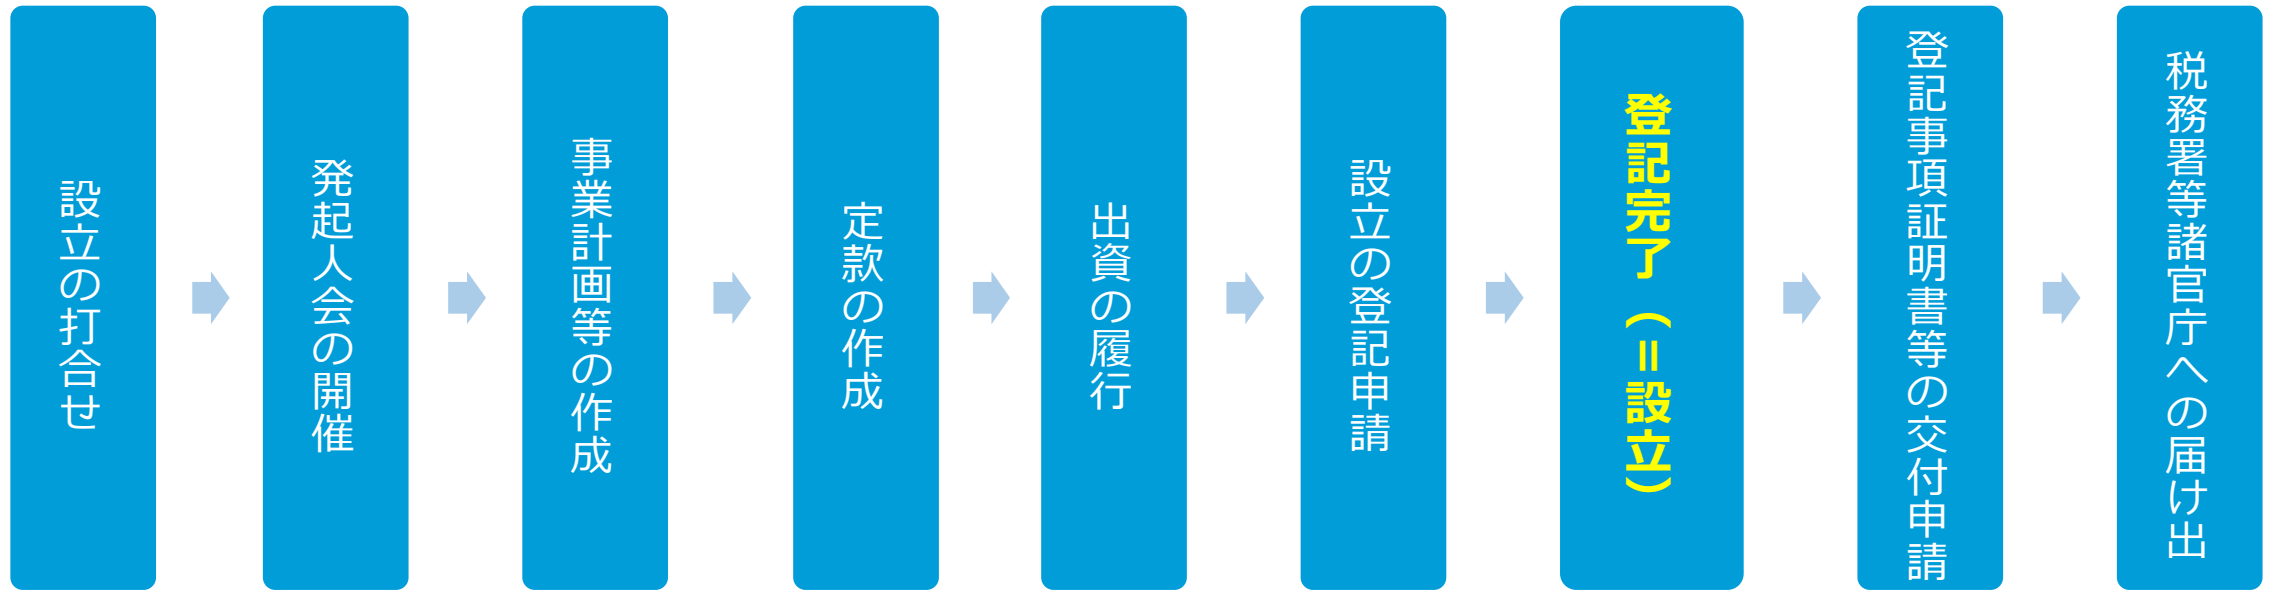 設立の打合せ
発起人会の開催
事業計画等の作成
定款の作成
出資の履行
設立の登記申請
登記完了（＝設立）
登記事項証明書等の交付申請
税務署等諸官庁への届け出